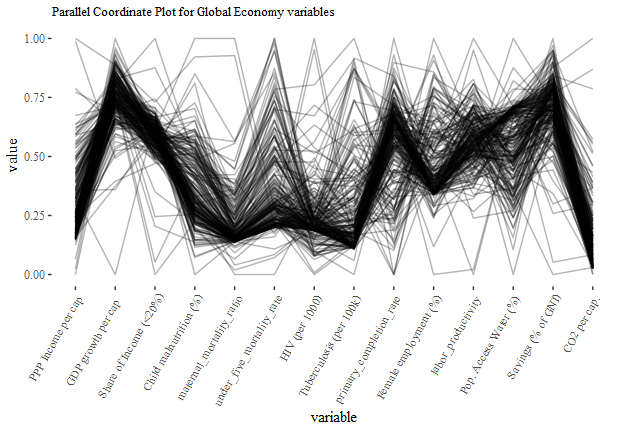 Parallel Coordinate Plot for Global Economy variables
1.00
0.75
0.50
0.25
0.00
value
PPP Income per cap
GDP growth per cap
Share of Income (<20%)
Child malnutrition (%)
maternal_mortality_ratio
under_five_mortality_rate
HIV (per 1000)
Tuberculosis (per 100k)
primary_completion_rate
Female employment (%)
labor_productivity
Pop. Access Water (%)
Savings (% of GNI)
CO2 per cap.
variable